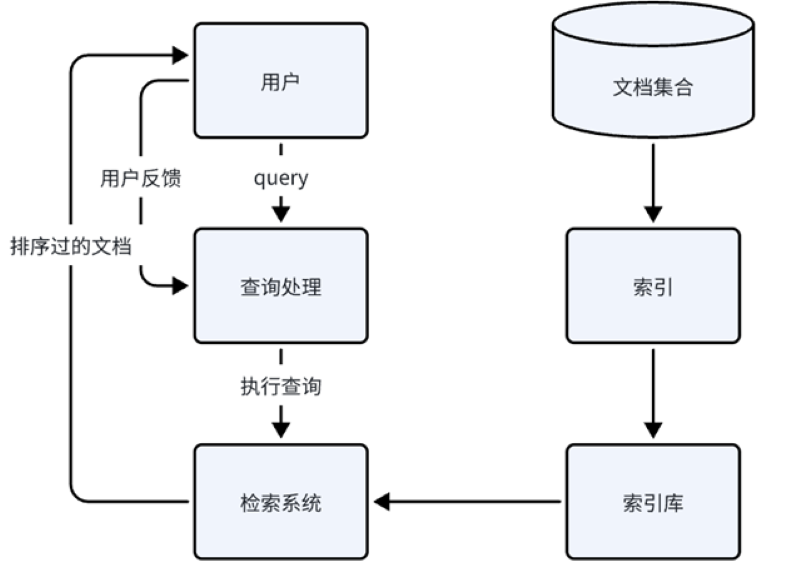 用户
文档集合
用户反馈
query
排序过的文档
查询处理
索引
执行查询
检索系统
索引库